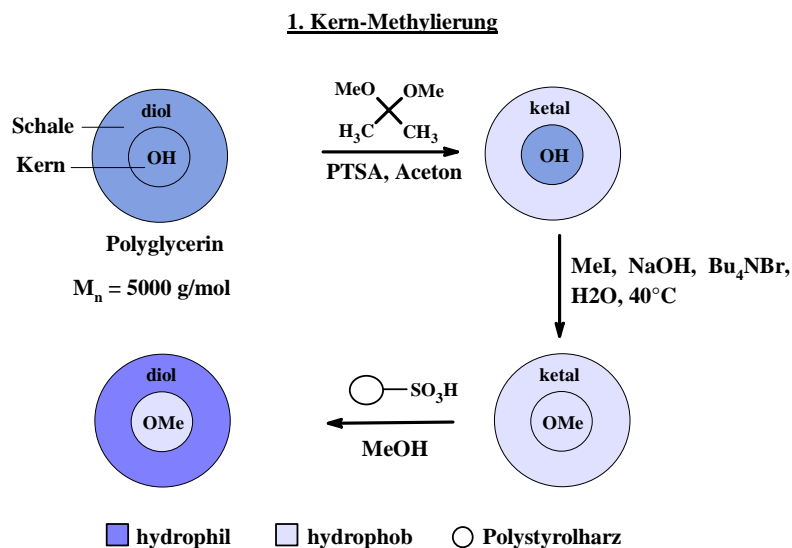 1. Kern-Methylierung
MeO OMe
H₃C CH₃
PTSA, Aceton
diol
Schale
OH
Kern
Polyglycerin
Mₙ = 5000 g/mol
ketal
OH
MeI, NaOH, Bu₄NBr,
H2O, 40°C
diol
OMe
SO₃H
MeOH
ketal
OMe
hydrophil hydrophob Polystyrolharz